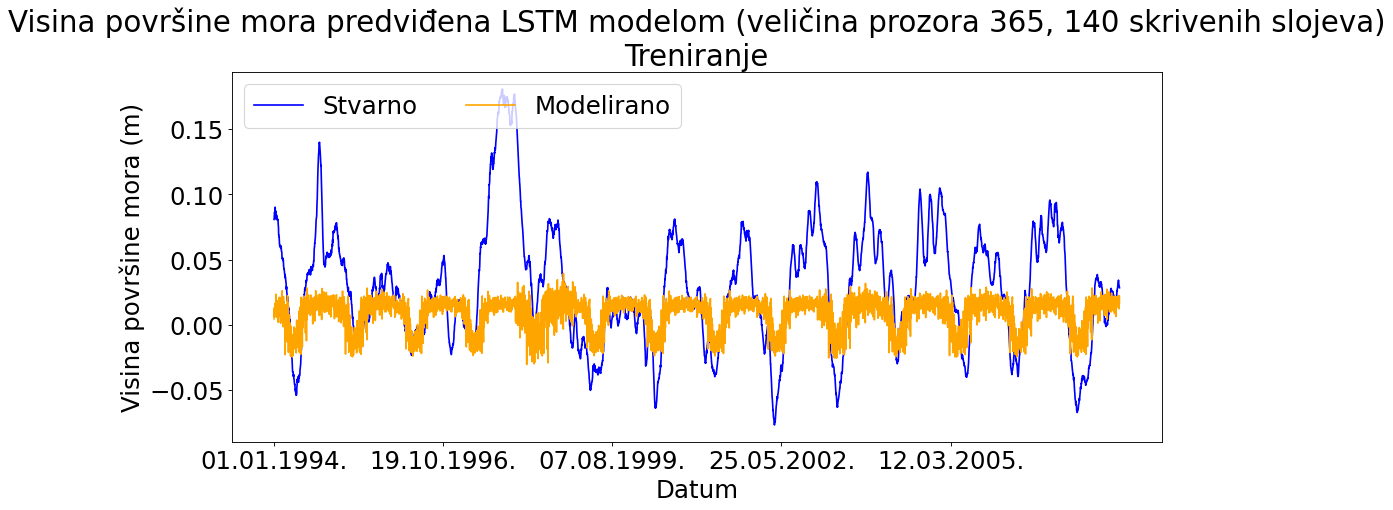 Visina površine mora predviđena LSTM modelom (veličina prozora 365, 140 skrivenih slojeva)
Treniranje
Stvarno
Modelirano
Visina površine mora (m)
0.15
0.10
0.05
0.00
−0.05
01.01.1994.
19.10.1996.
07.08.1999.
25.05.2002.
12.03.2005.
Datum